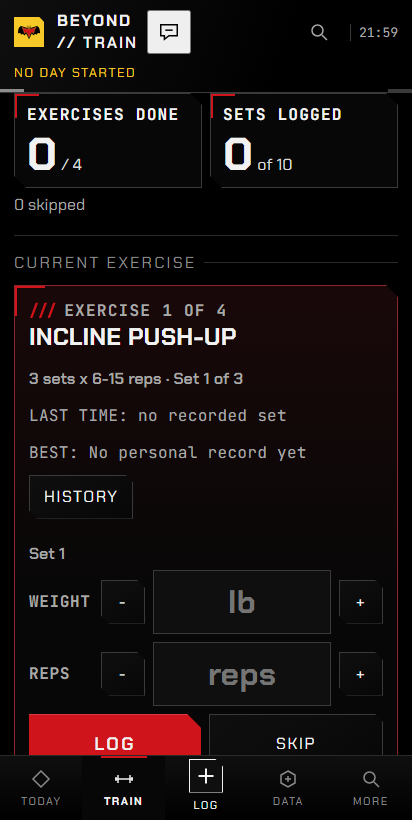 BEYOND
// TRAIN
21:59
NO DAY STARTED
EXERCISES DONE
0 / 4
SETS LOGGED
0 of 10
0 skipped
CURRENT EXERCISE
/// EXERCISE 1 OF 4
INCLINE PUSH-UP
3 sets x 6-15 reps · Set 1 of 3
LAST TIME: no recorded set
BEST: No personal record yet
HISTORY
Set 1
WEIGHT - lb +
REPS - reps +
LOG
SKIP
TODAY
TRAIN
LOG
DATA
MORE